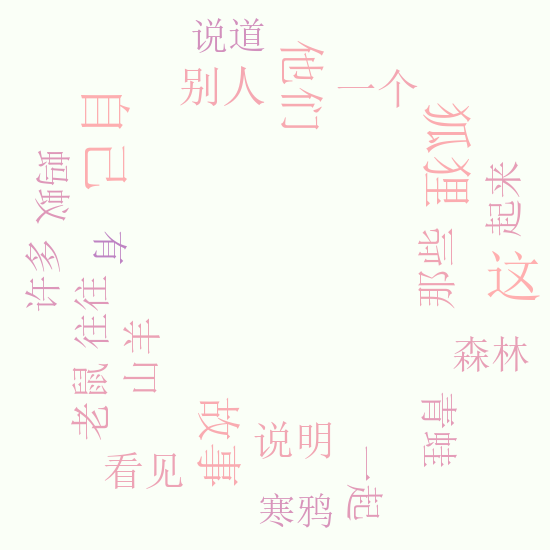 说道
他们
别人
一个
自己
狐狸
蚂蚁
起来
有
那些
许多
这
往往
山羊
森林
老鼠
故事
青蛙
说明
看见
一起
寒鸦